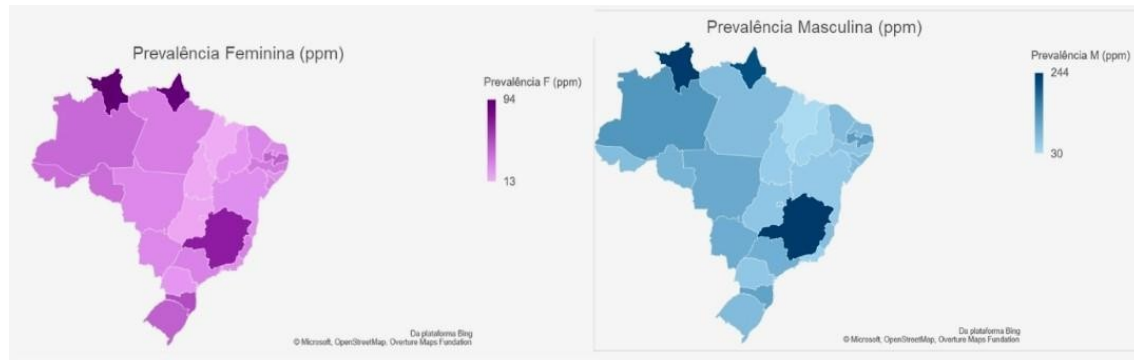 Prevalência Feminina (ppm)
Prevalência F (ppm)
94
13
Da plataforma Bing
© Microsoft, OpenStreetMap, Overture Maps Fundation
Prevalência Masculina (ppm)
Prevalência M (ppm)
244
30
Da plataforma Bing
© Microsoft, OpenStreetMap, Overture Maps Fundation